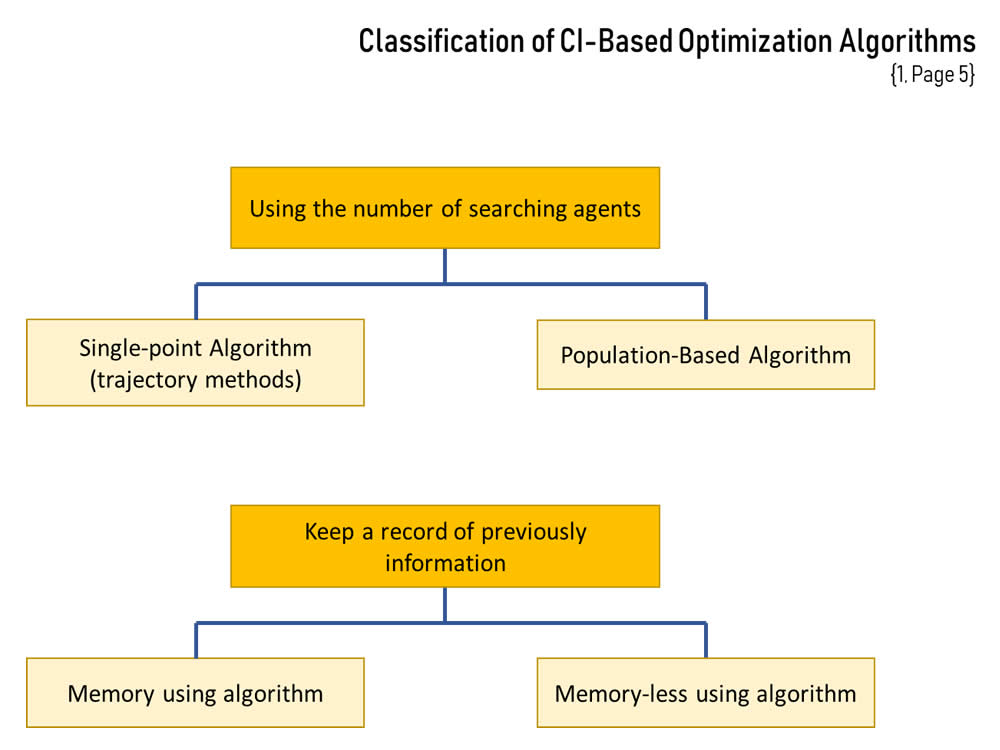 Classification of CI-Based Optimization Algorithms
{1, Page 5}
Using the number of searching agents
Single-point Algorithm
(trajectory methods)
Population-Based Algorithm
Keep a record of previously
information
Memory using algorithm
Memory-less using algorithm